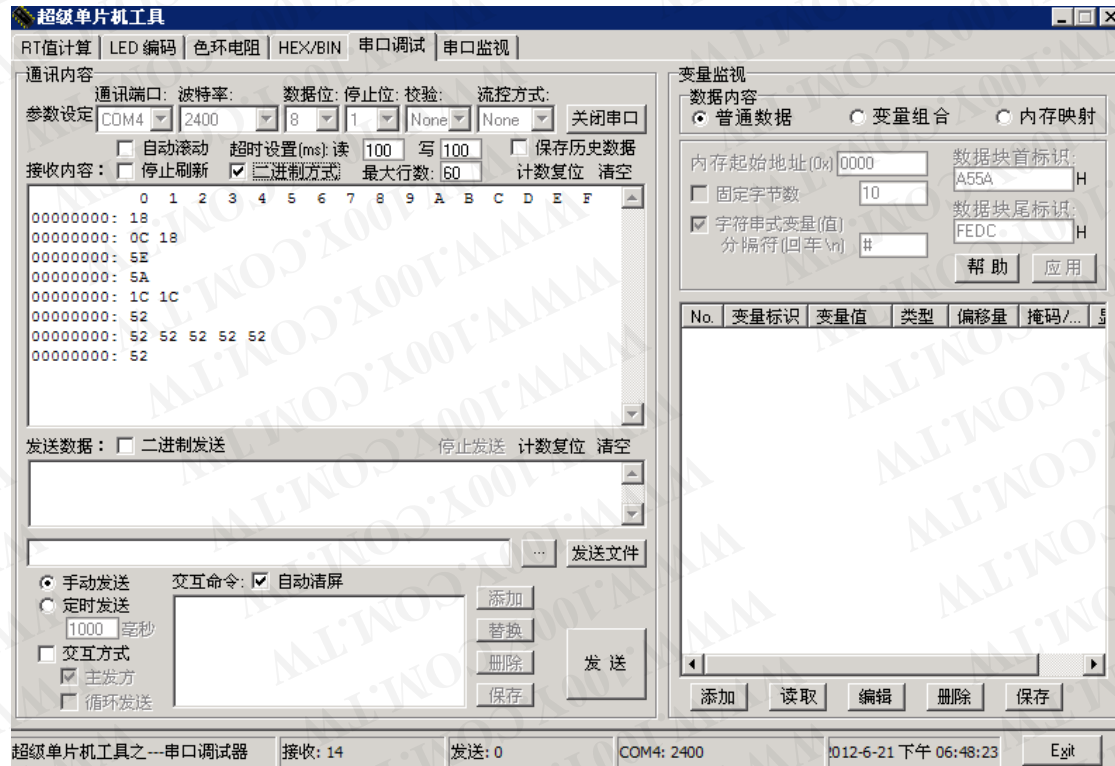 超级单片机工具
RT值计算 LED 编码 色环电阻 HEX/BIN 串口调试 串口监视
通讯内容
通讯端口: 波特率: 数据位: 停止位: 校验: 流控方式:
参数设定 COM4 2400 8 1 None None 关闭串口
自动滚动 超时设置(ms): 读 100 写 100 保存历史数据
接收内容： 停止刷新 二进制方式 最大行数: 60 计数复位 清空
0 1 2 3 4 5 6 7 8 9 A B C D E F
00000000: 18
00000000: 0C 18
00000000: 5E
00000000: 5A
00000000: 1C 1C
00000000: 52
00000000: 52 52 52 52 52
00000000: 52
发送数据： 二进制发送 停止发送 计数复位 清空
... 发送文件
手动发送 交互命令: 自动清屏
定时发送
1000 毫秒
交互方式
主发方
循环发送
添加
替换
删除
保存
发 送
变量监视
数据内容
普通数据 变量组合 内存映射
内存起始地址(0x) 0000 数据块首标识:
A55A H
固定字节数 10
数据块尾标识:
字符串式变量(值) FEDC H
分隔符(回车\n) #
帮 助 应 用
No. 变量标识 变量值 类型 偏移量 掩码/...
添加 读取 编辑 删除 保存
超级单片机工具之---串口调试器 接收: 14 发送: 0 COM4: 2400 2012-6-21 下午 06:48:23 Exit
WWW.100Y.COM.TW